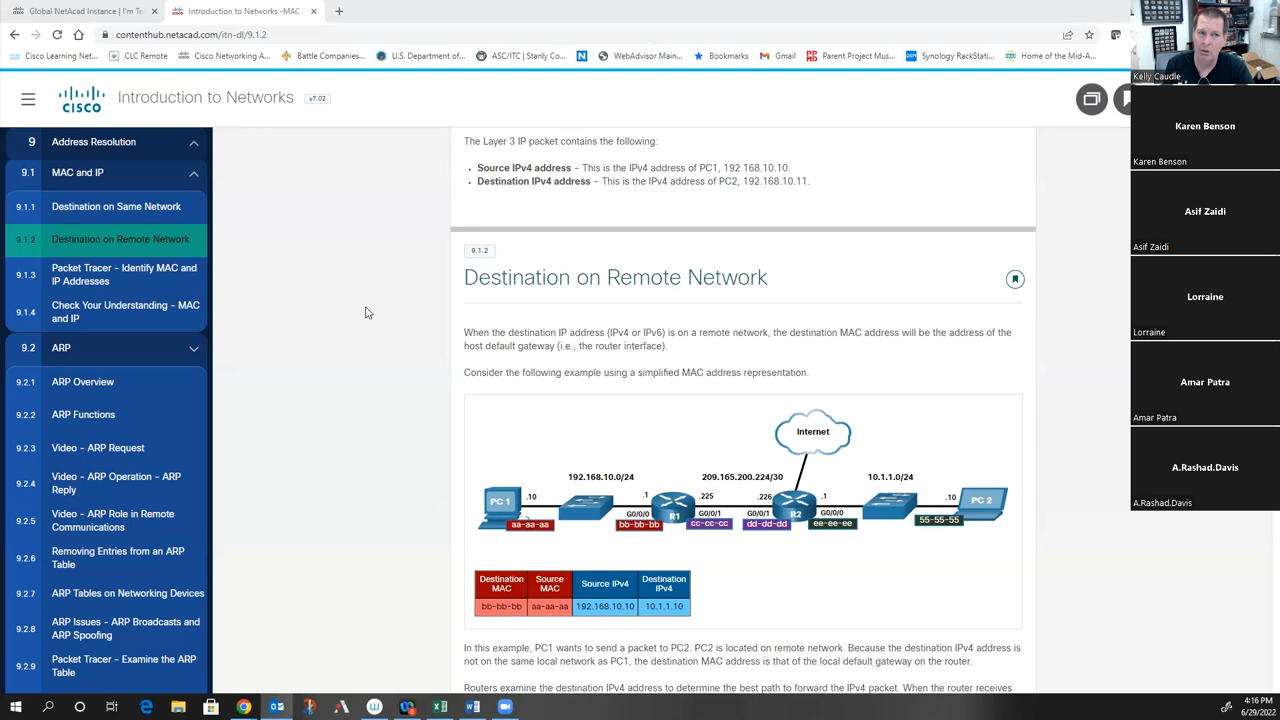 Global NetAcad Instance | I'm Te
Introduction to Networks -MAC
contenthub.netacad.com/itn-dl/9.1.2
Cisco Learning Net...
CLC Remote
Cisco Networking A...
Battle Companies...
U.S. Department of...
ASC/ITC | Stanly Co...
WebAdvisor Main...
Bookmarks
Gmail
Parent Project Mus...
Synology RackStati...
Home of the Mid-A...
CISCO
Introduction to Networks
v7.02
9 Address Resolution
9.1 MAC and IP
9.1.1 Destination on Same Network
9.1.2 Destination on Remote Network
9.1.3 Packet Tracer - Identify MAC and
IP Addresses
9.1.4 Check Your Understanding - MAC
and IP
9.2 ARP
9.2.1 ARP Overview
9.2.2 ARP Functions
9.2.3 Video - ARP Request
9.2.4 Video - ARP Operation - ARP
Reply
9.2.5 Video - ARP Role in Remote
Communications
9.2.6 Removing Entries from an ARP
Table
9.2.7 ARP Tables on Networking Devices
9.2.8 ARP Issues - ARP Broadcasts and
ARP Spoofing
9.2.9 Packet Tracer - Examine the ARP
Table
The Layer 3 IP packet contains the following:
• Source IPv4 address – This is the IPv4 address of PC1, 192.168.10.10.
• Destination IPv4 address – This is the IPv4 address of PC2, 192.168.10.11.
9.1.2
Destination on Remote Network
When the destination IP address (IPv4 or IPv6) is on a remote network, the destination MAC address will be the address of the
host default gateway (i.e., the router interface).
Consider the following example using a simplified MAC address representation.
Internet
192.168.10.0/24
209.165.200.224/30
10.1.1.0/24
PC 1 .10 .1 .225 .226 .1 .10 PC 2
G0/0/0 R1 G0/0/1 G0/0/1 R2 G0/0/0
aa-aa-aa bb-bb-bb cc-cc-cc dd-dd-dd ee-ee-ee 55-55-55
Destination MAC Source MAC Source IPv4 Destination IPv4
bb-bb-bb aa-aa-aa 192.168.10.10 10.1.1.10
In this example, PC1 wants to send a packet to PC2. PC2 is located on remote network. Because the destination IPv4 address is
not on the same local network as PC1, the destination MAC address is that of the local default gateway on the router.
Routers examine the destination IPv4 address to determine the best path to forward the IPv4 packet. When the router receives
Kelly Caudle
Karen Benson
Karen Benson
Asif Zaidi
Asif Zaidi
Lorraine
Lorraine
Amar Patra
Amar Patra
A.Rashad.Davis
A.Rashad.Davis
4:16 PM
6/29/2022